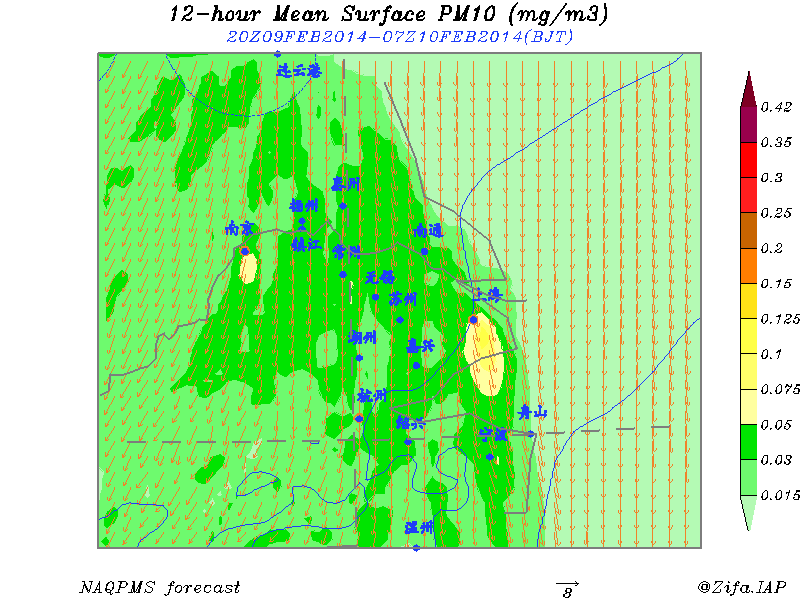 12-hour Mean Surface PM10 (mg/m3)
20Z09FEB2014-07Z10FEB2014(BJT)
连云港
0.42
0.35
0.3
0.25
0.2
0.15
0.125
0.1
0.075
0.05
0.03
0.015
泰州
扬州
南京
南通
镇江
常州
无锡
苏州
上海
湖州
嘉兴
杭州
舟山
绍兴
宁波
温州
NAQPMS forecast
8
@Zifa.IAP